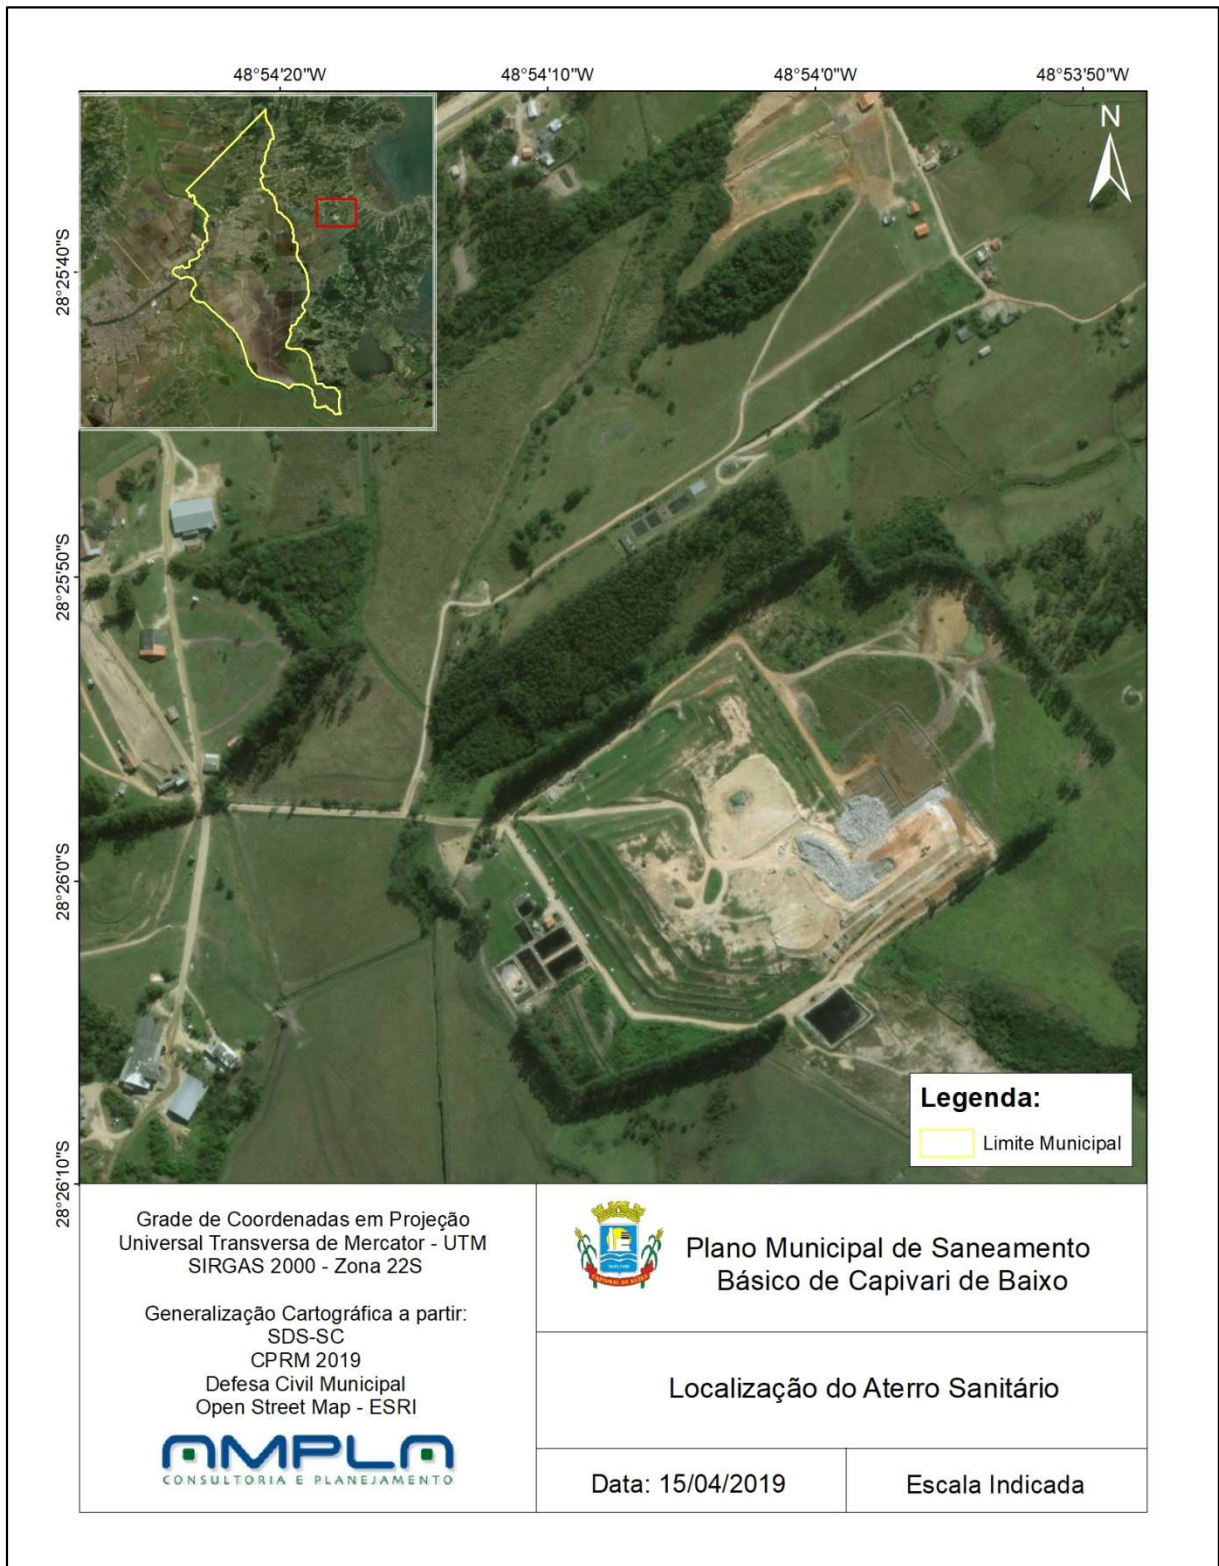 48°54'20"W
48°54'10"W
48°54'0"W
48°53'50"W
N
28°25'40"S
28°25'50"S
28°26'0"S
28°26'10"S
Legenda:
Limite Municipal
Grade de Coordenadas em Projeção
Universal Transversa de Mercator - UTM
SIRGAS 2000 - Zona 22S
Generalização Cartográfica a partir:
SDS-SC
CPRM 2019
Defesa Civil Municipal
Open Street Map - ESRI
AMPLA
CONSULTORIA E PLANEJAMENTO
CAPIVARI DE BAIXO
Plano Municipal de Saneamento
Básico de Capivari de Baixo
Localização do Aterro Sanitário
Data: 15/04/2019
Escala Indicada